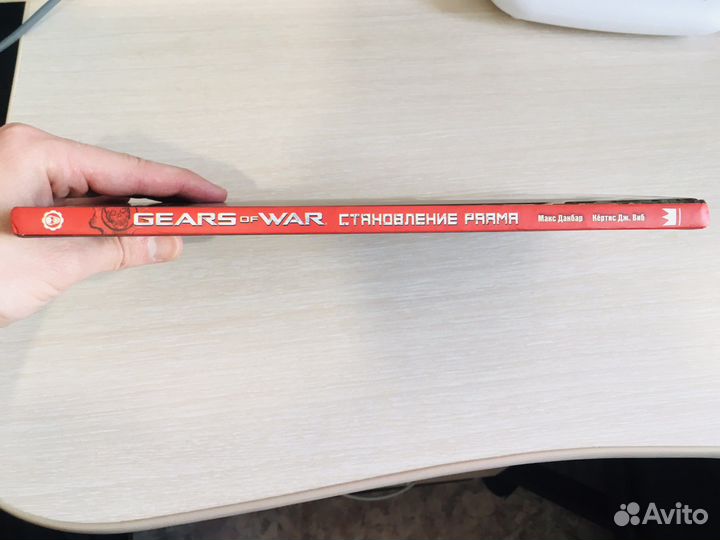 GEARS OF WAR СТАНОВЛЕНИЕ РААМА Макс Данбар Кёртис Дж. Виб
Avito